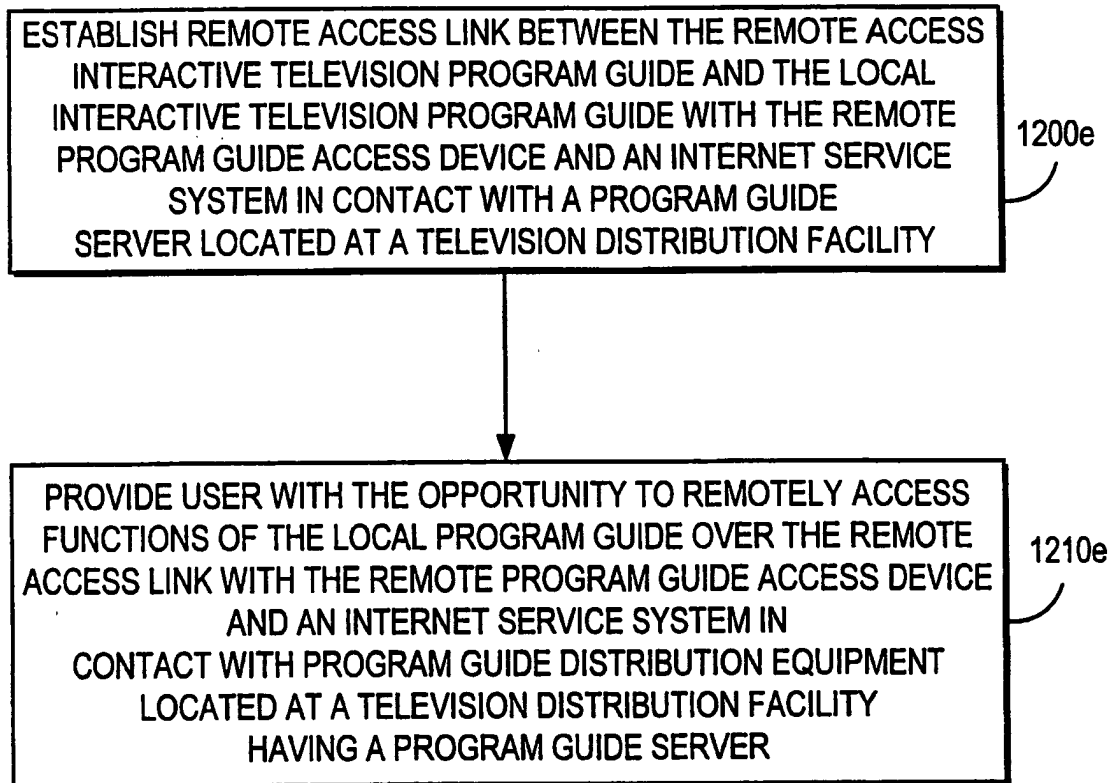 ESTABLISH REMOTE ACCESS LINK BETWEEN THE REMOTE ACCESS
INTERACTIVE TELEVISION PROGRAM GUIDE AND THE LOCAL
INTERACTIVE TELEVISION PROGRAM GUIDE WITH THE REMOTE
PROGRAM GUIDE ACCESS DEVICE AND AN INTERNET SERVICE
SYSTEM IN CONTACT WITH A PROGRAM GUIDE
SERVER LOCATED AT A TELEVISION DISTRIBUTION FACILITY
1200e
PROVIDE USER WITH THE OPPORTUNITY TO REMOTELY ACCESS
FUNCTIONS OF THE LOCAL PROGRAM GUIDE OVER THE REMOTE
ACCESS LINK WITH THE REMOTE PROGRAM GUIDE ACCESS DEVICE
AND AN INTERNET SERVICE SYSTEM IN
CONTACT WITH PROGRAM GUIDE DISTRIBUTION EQUIPMENT
LOCATED AT A TELEVISION DISTRIBUTION FACILITY
HAVING A PROGRAM GUIDE SERVER
1210e